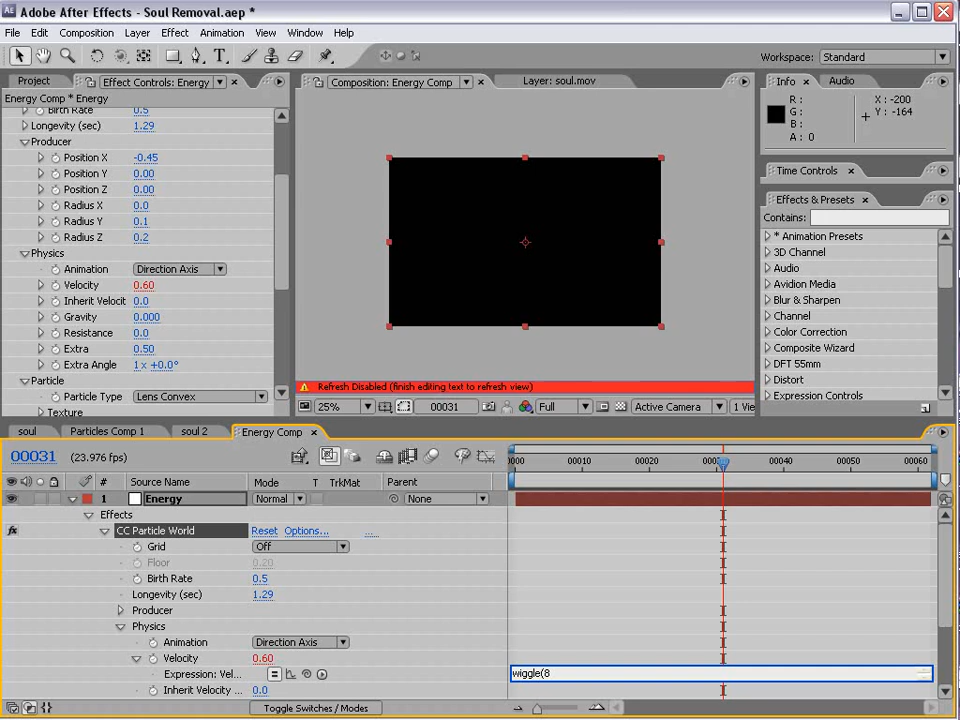 Adobe After Effects - Soul Removal.aep *
File Edit Composition Layer Effect Animation View Window Help
Workspace: Standard
Project Effect Controls: Energy
Composition: Energy Comp Layer: soul.mov
Info Audio
Energy Comp * Energy
Birth Rate 0.5
Longevity (sec) 1.29
Producer
Position X -0.45
Position Y 0.00
Position Z 0.00
Radius X 0.0
Radius Y 0.1
Radius Z 0.2
Physics
Animation Direction Axis
Velocity 0.60
Inherit Velocit 0.0
Gravity 0.000
Resistance 0.0
Extra 0.50
Extra Angle 1 x +0.0°
Particle
Particle Type Lens Convex
Texture
Refresh Disabled (finish editing text to refresh view)
25% 00031 Full Active Camera 1 Vie
R : X : -200
G : Y : -164
B :
A : 0
Time Controls
Effects & Presets
Contains:
* Animation Presets
3D Channel
Audio
Avidion Media
Blur & Sharpen
Channel
Color Correction
Composite Wizard
DFT 55mm
Distort
Expression Controls
soul Particles Comp 1 soul 2 Energy Comp
00031 (23.976 fps)
0000 00010 00020 00050 00060
# Source Name Mode T TrkMat Parent
1 Energy Normal None
Effects
CC Particle World Reset Options... ...
Grid Off
Floor 0.20
Birth Rate 0.5
Longevity (sec) 1.29
Producer
Physics
Animation Direction Axis
Velocity 0.60
Expression: Vel... wiggle(8
Inherit Velocity ... 0.0
Toggle Switches / Modes